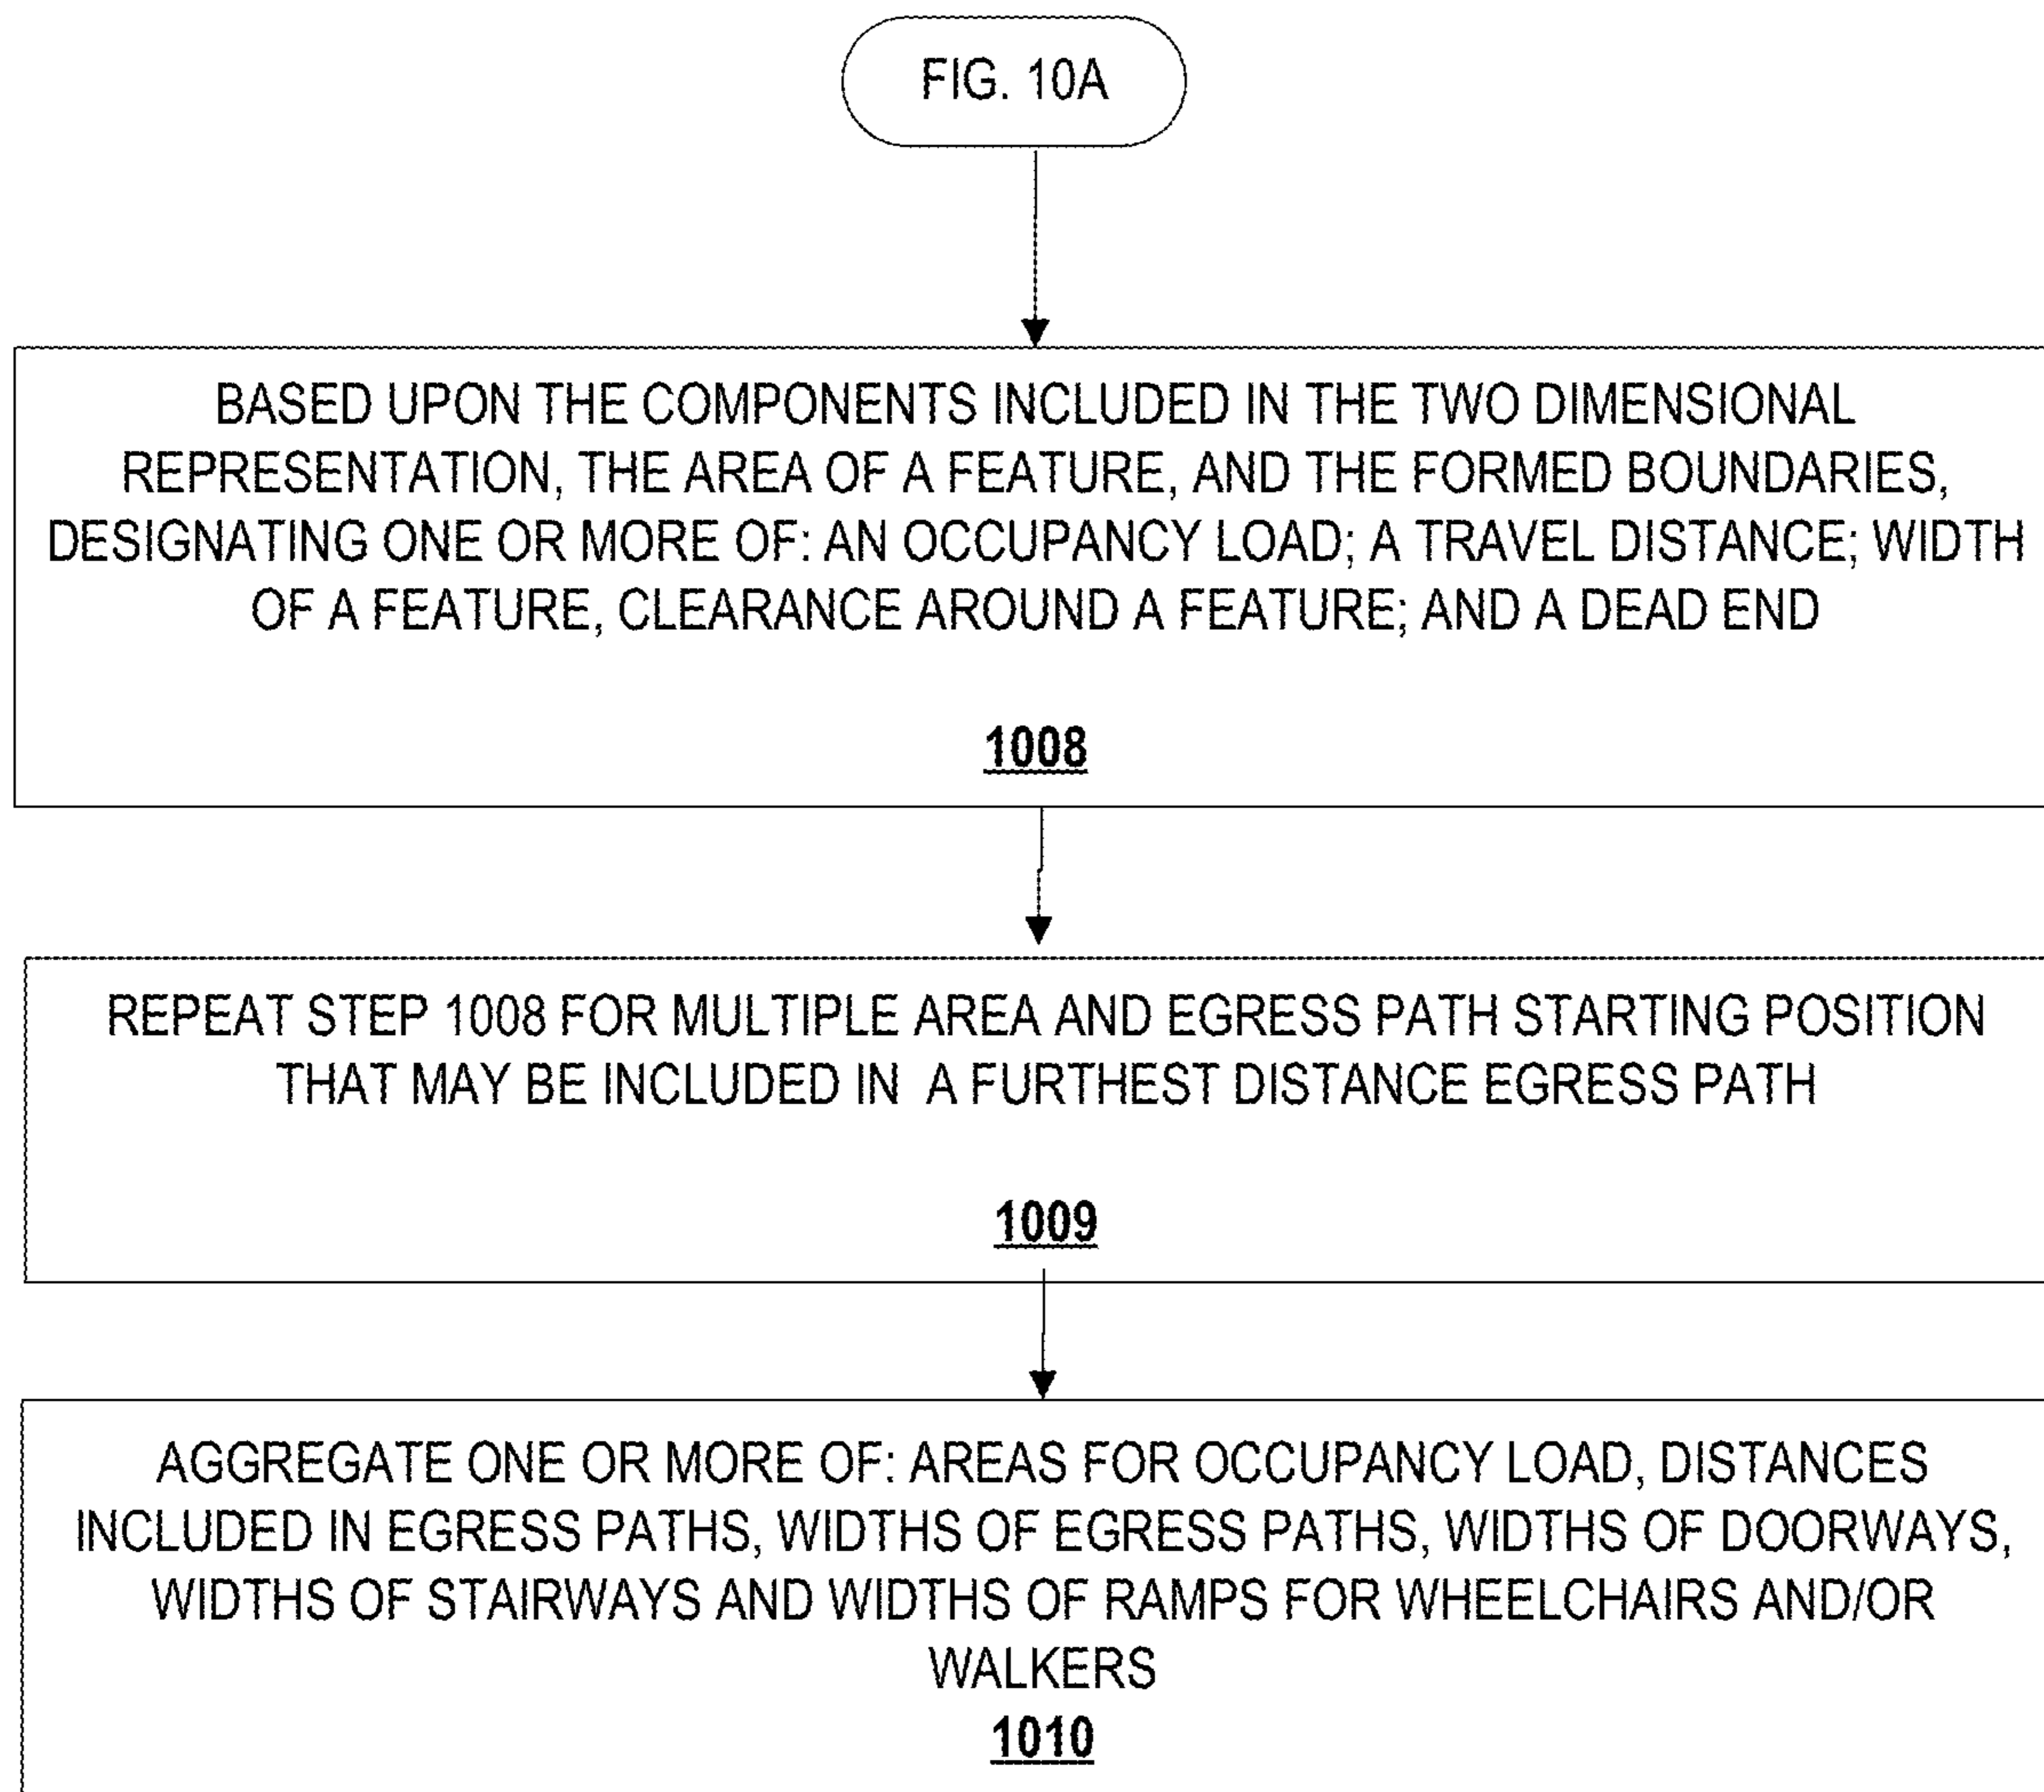 FIG. 10A
BASED UPON THE COMPONENTS INCLUDED IN THE TWO DIMENSIONAL
REPRESENTATION, THE AREA OF A FEATURE, AND THE FORMED BOUNDARIES,
DESIGNATING ONE OR MORE OF: AN OCCUPANCY LOAD; A TRAVEL DISTANCE; WIDTH
OF A FEATURE, CLEARANCE AROUND A FEATURE; AND A DEAD END
1008
REPEAT STEP 1008 FOR MULTIPLE AREA AND EGRESS PATH STARTING POSITION
THAT MAY BE INCLUDED IN A FURTHEST DISTANCE EGRESS PATH
1009
AGGREGATE ONE OR MORE OF: AREAS FOR OCCUPANCY LOAD, DISTANCES
INCLUDED IN EGRESS PATHS, WIDTHS OF EGRESS PATHS, WIDTHS OF DOORWAYS,
WIDTHS OF STAIRWAYS AND WIDTHS OF RAMPS FOR WHEELCHAIRS AND/OR
WALKERS
1010